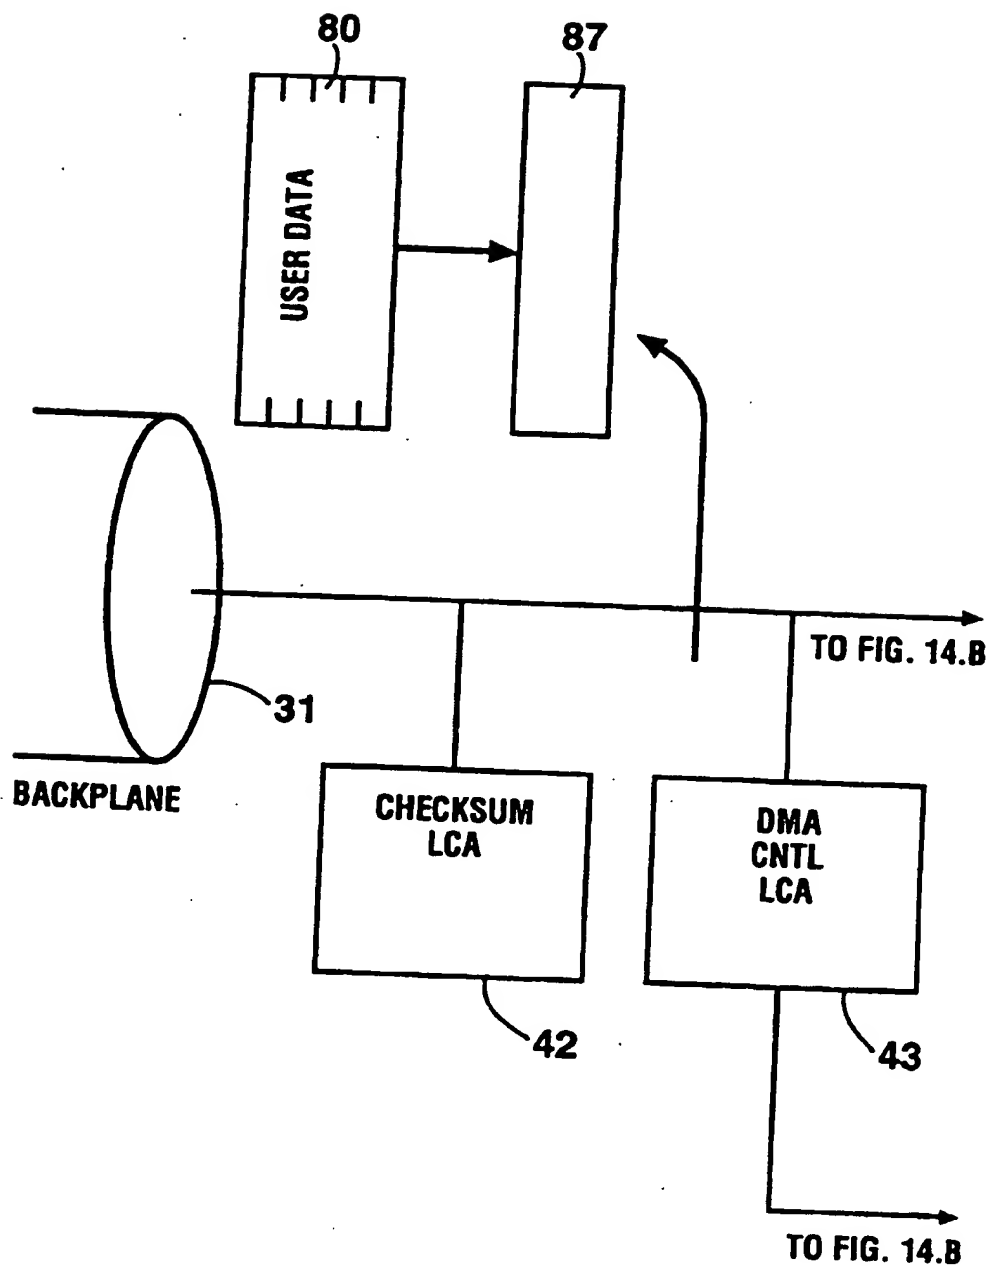 80
87
USER DATA
TO FIG. 14.B
31
BACKPLANE
CHECKSUM
LCA
DMA
CNTL
LCA
42
43
TO FIG. 14.B